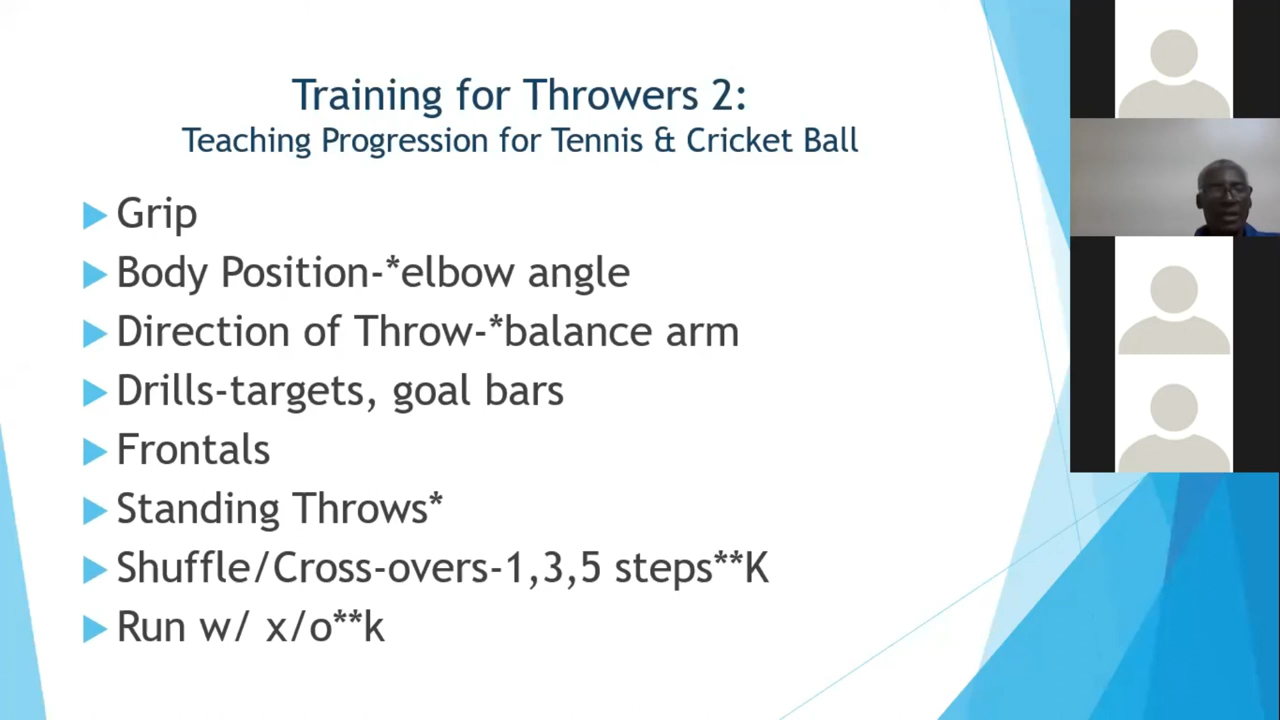 Training for Throwers 2:
Teaching Progression for Tennis & Cricket Ball
Grip
Body Position-*elbow angle
Direction of Throw-*balance arm
Drills-targets, goal bars
Frontals
Standing Throws*
Shuffle/Cross-overs-1,3,5 steps**K
Run w/ x/o**k